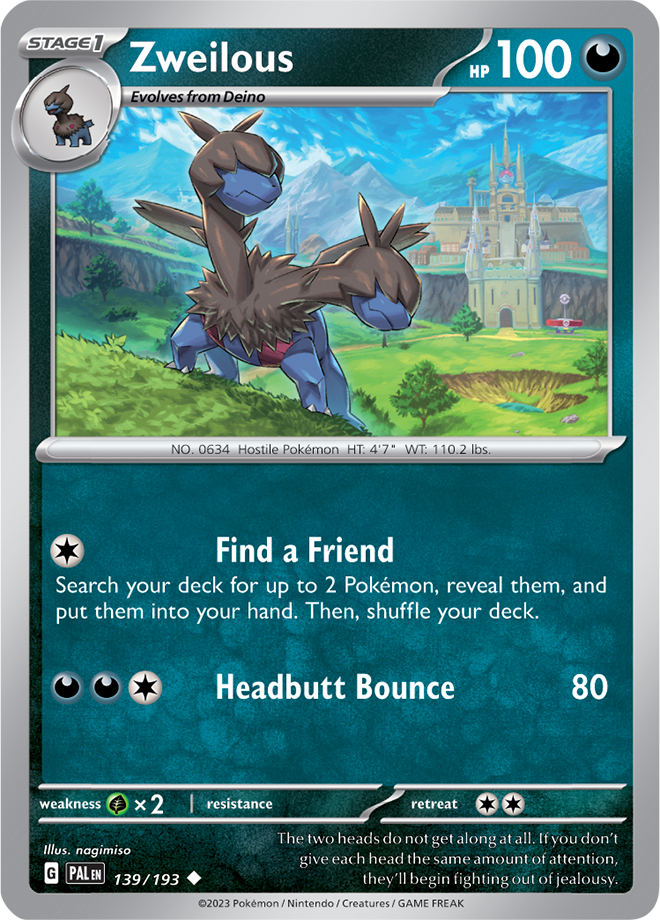 STAGE1
Zweilous
HP 100
Evolves from Deino
NO. 0634 Hostile Pokémon HT: 4'7" WT: 110.2 lbs.
Find a Friend
Search your deck for up to 2 Pokémon, reveal them, and
put them into your hand. Then, shuffle your deck.
Headbutt Bounce 80
weakness ×2 resistance retreat
Illus. nagimiso
G PAL EN 139/193
The two heads do not get along at all. If you don't
give each head the same amount of attention,
they'll begin fighting out of jealousy.
©2023 Pokémon / Nintendo / Creatures / GAME FREAK